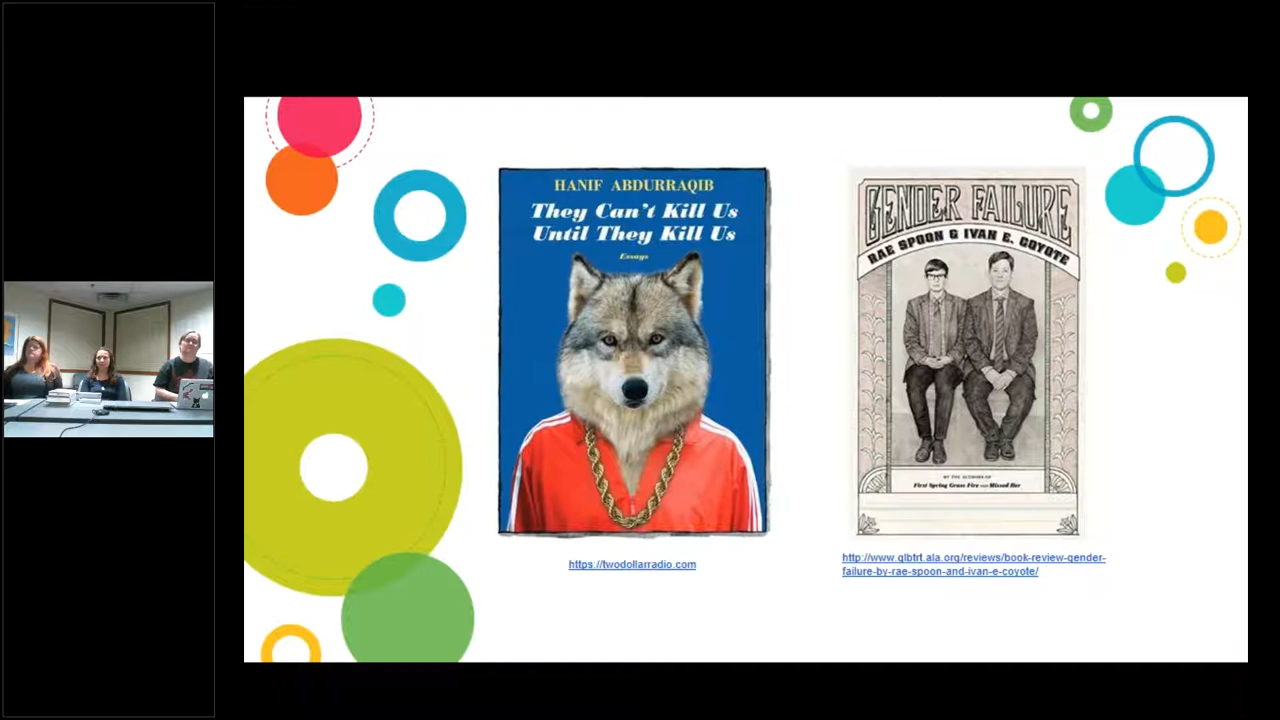 HANIF ABDURRAQIB
They Can't Kill Us
Until They Kill Us
Essays
https://twodollarradio.com
GENDER FAILURE
RAE SPOON & IVAN E. COYOTE
BY THE AUTHORS OF
First Spring Grass Fire AND Missed Her
http://www.glbtrt.ala.org/reviews/book-review-gender-
failure-by-rae-spoon-and-ivan-e-coyote/